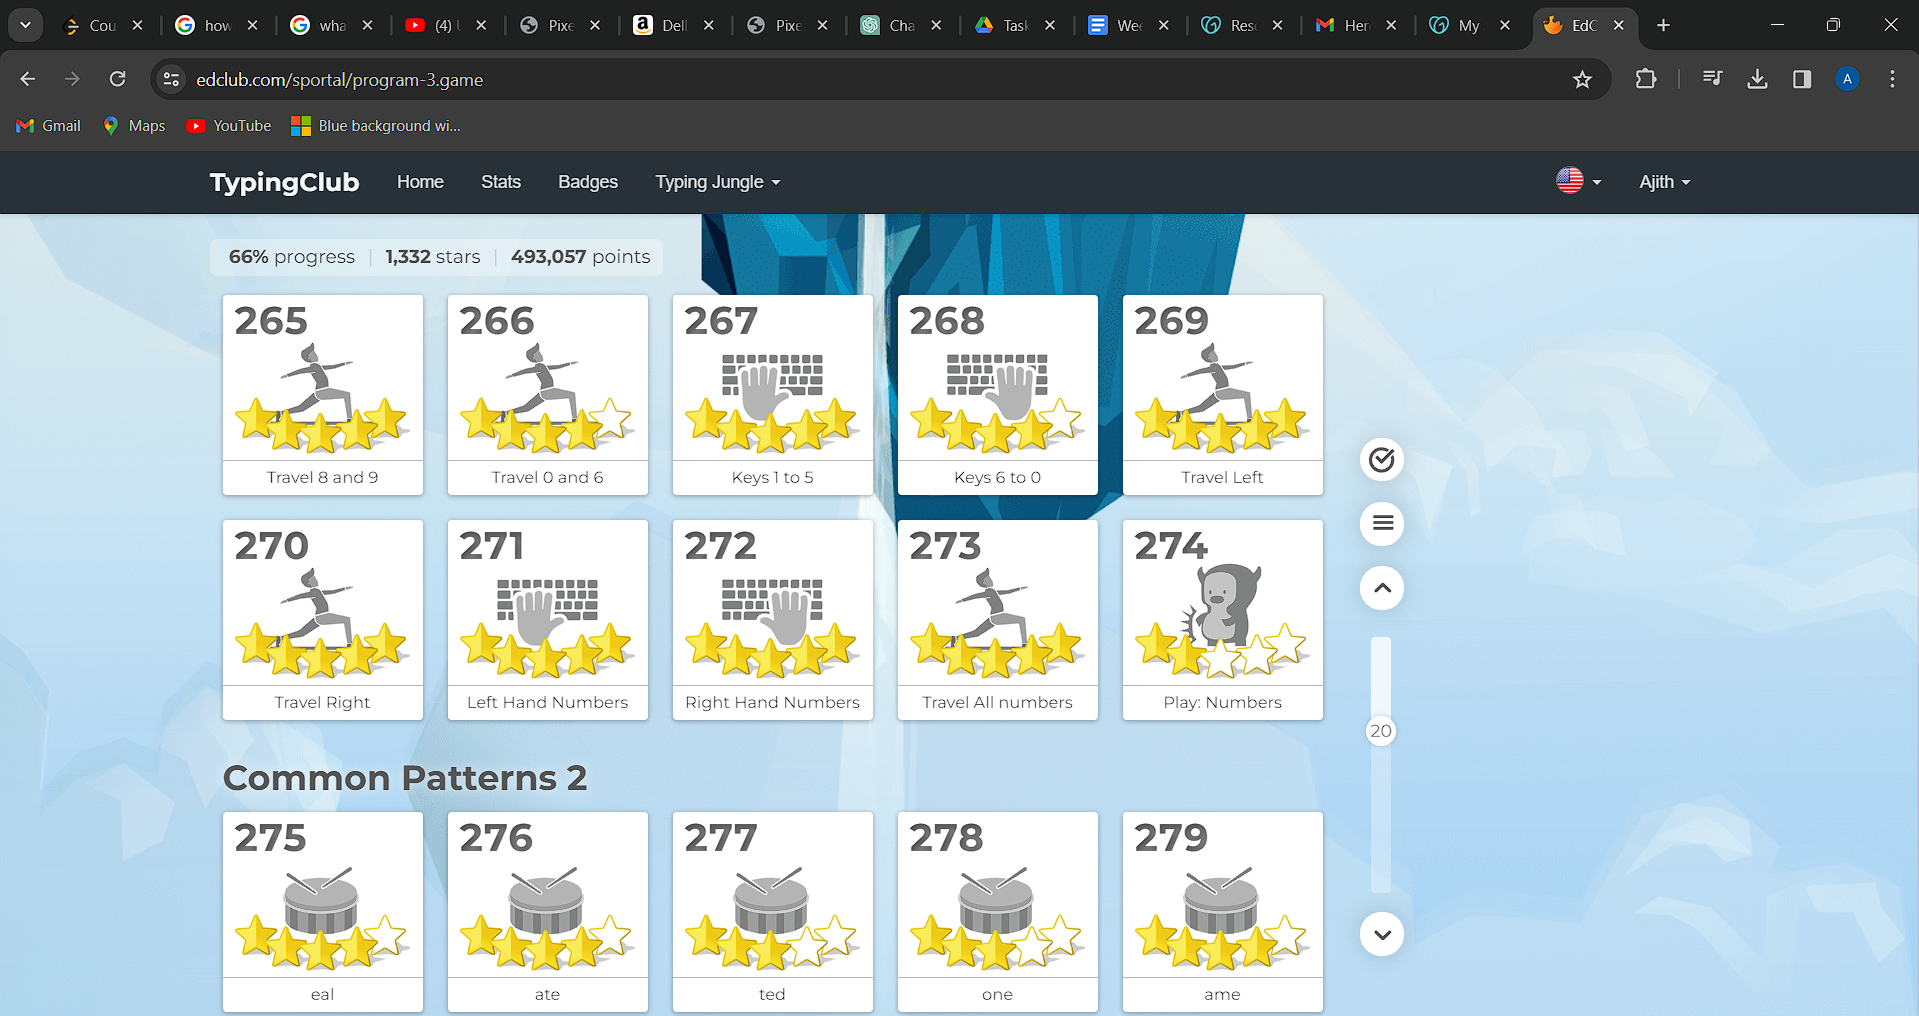 Cou
how
wha
(4)
Pixe
Dell
Pixe
Cha
Task
Wee
Res
Her
My
EdC
edclub.com/sportal/program-3.game
A
Gmail
Maps
YouTube
Blue background wi...
TypingClub
Home
Stats
Badges
Typing Jungle
Ajith
66% progress
1,332 stars
493,057 points
265
266
267
268
269
Travel 8 and 9
Travel 0 and 6
Keys 1 to 5
Keys 6 to 0
Travel Left
270
271
272
273
274
Travel Right
Left Hand Numbers
Right Hand Numbers
Travel All numbers
Play: Numbers
20
Common Patterns 2
275
276
277
278
279
eal
ate
ted
one
ame